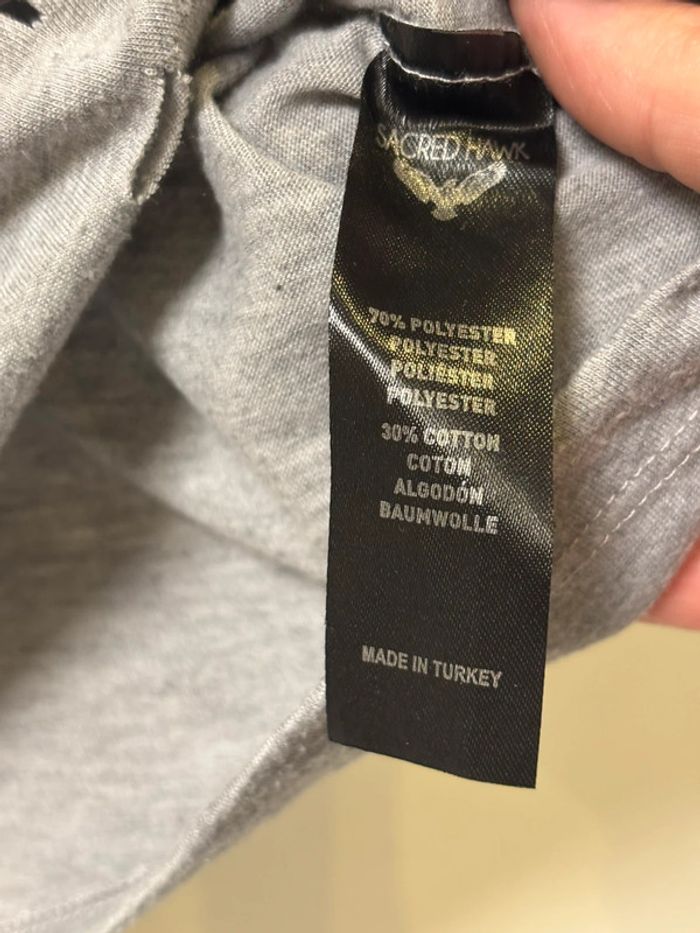 SACRED HAWK
70% POLYESTER
POLYESTER
POLIESTER
POLYESTER
30% COTTON
COTON
ALGODÓN
BAUMWOLLE
MADE IN TURKEY